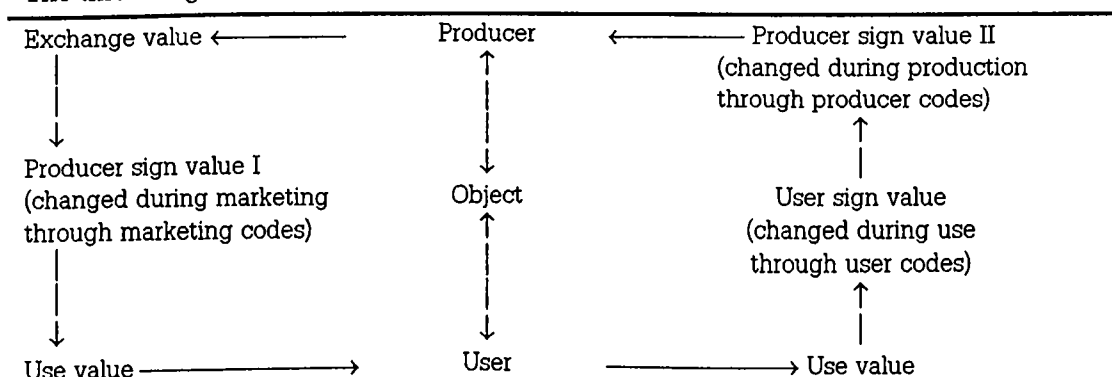 Exchange value
Producer
Producer sign value II
(changed during production
through producer codes)
Producer sign value I
(changed during marketing
through marketing codes)
Object
User sign value
(changed during use
through user codes)
Use value
User
Use value